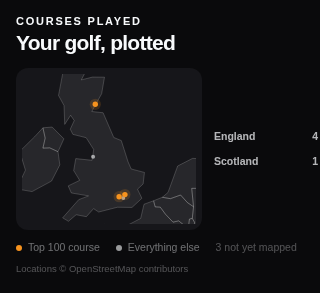 COURSES PLAYED
Your golf, plotted
England 4
Scotland 1
Top 100 course Everything else 3 not yet mapped
Locations © OpenStreetMap contributors